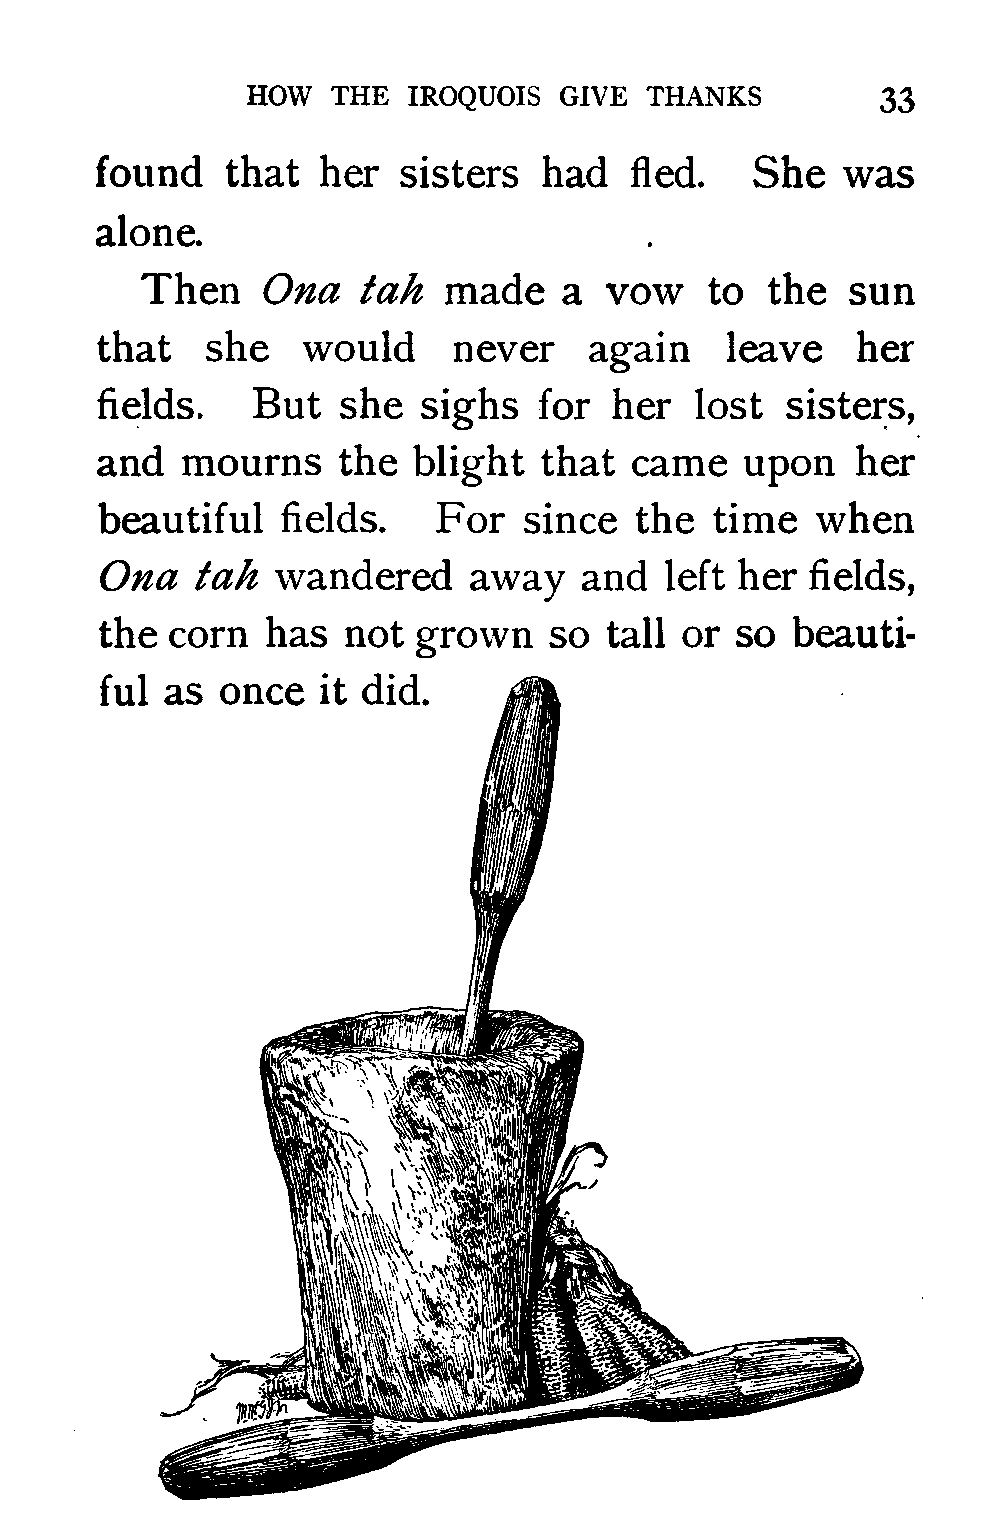 HOW THE IROQUOIS GIVE THANKS 33
found that her sisters had fled. She was
alone.
Then Ona tah made a vow to the sun
that she would never again leave her
fields. But she sighs for her lost sisters,
and mourns the blight that came upon her
beautiful fields. For since the time when
Ona tah wandered away and left her fields,
the corn has not grown so tall or so beauti-
ful as once it did.